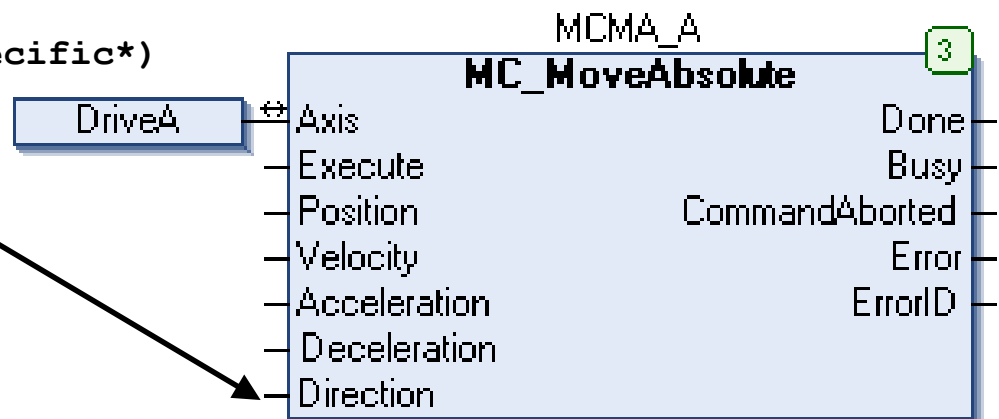 MCMA_A
ecific*)
3
MC_MoveAbsolute
DriveA
Axis
Done
Execute
Busy
Position
CommandAborted
Velocity
Error
Acceleration
ErrorID
Deceleration
Direction